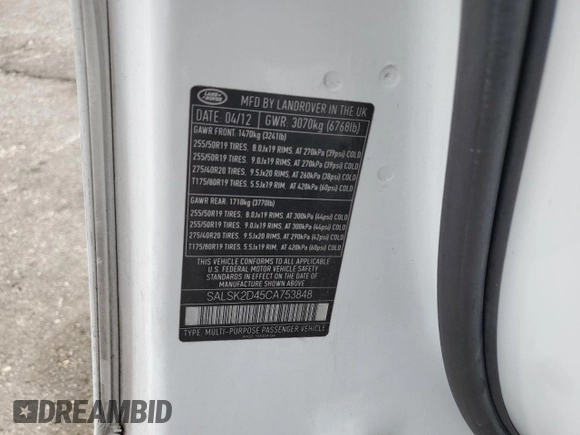 LAND ROVER
MFD BY LANDROVER IN THE UK
DATE: 04/12 GWR: 3070kg (6768lb)
GAWR FRONT: 1470kg (3241lb)
255/50R19 TIRES. 8.0Jx19 RIMS. AT 270kPa (39psi) COLD
255/50R19 TIRES. 9.0Jx19 RIMS. AT 270kPa (39psi) COLD
275/40R20 TIRES. 9.5Jx20 RIMS. AT 260kPa (38psi) COLD
T175/80R19 TIRES. 5.5Jx19 RIM. AT 420kPa (60psi) COLD
GAWR REAR: 1710kg (3770lb)
255/50R19 TIRES. 8.0Jx19 RIMS. AT 300kPa (44psi) COLD
255/50R19 TIRES. 9.0Jx19 RIMS. AT 300kPa (44psi) COLD
275/40R20 TIRES. 9.5Jx20 RIMS. AT 290kPa (42psi) COLD
T175/80R19 TIRES. 5.5Jx19 RIM. AT 420kPa (60psi) COLD
THIS VEHICLE CONFORMS TO ALL APPLICABLE
U.S. FEDERAL MOTOR VEHICLE SAFETY
STANDARDS IN EFFECT ON THE DATE OF
MANUFACTURE SHOWN ABOVE
SALSK2D45CA753848
TYPE: MULTI-PURPOSE PASSENGER VEHICLE
DREAMBID